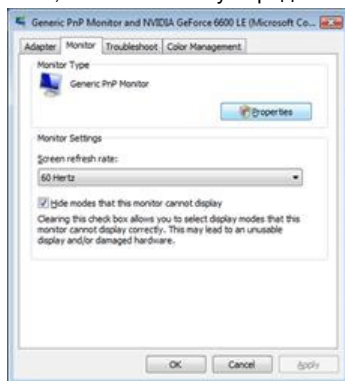 Generic PnP Monitor and NVIDIA GeForce 6600 LE (Microsoft Co...
Adapter Monitor Troubleshoot Color Management
Monitor Type
Generic PnP Monitor
Properties
Monitor Settings
Screen refresh rate:
60 Hertz
Hide modes that this monitor cannot display
Clearing this check box allows you to select display modes that this
monitor cannot display correctly. This may lead to an unusable
display and/or damaged hardware.
OK Cancel Apply